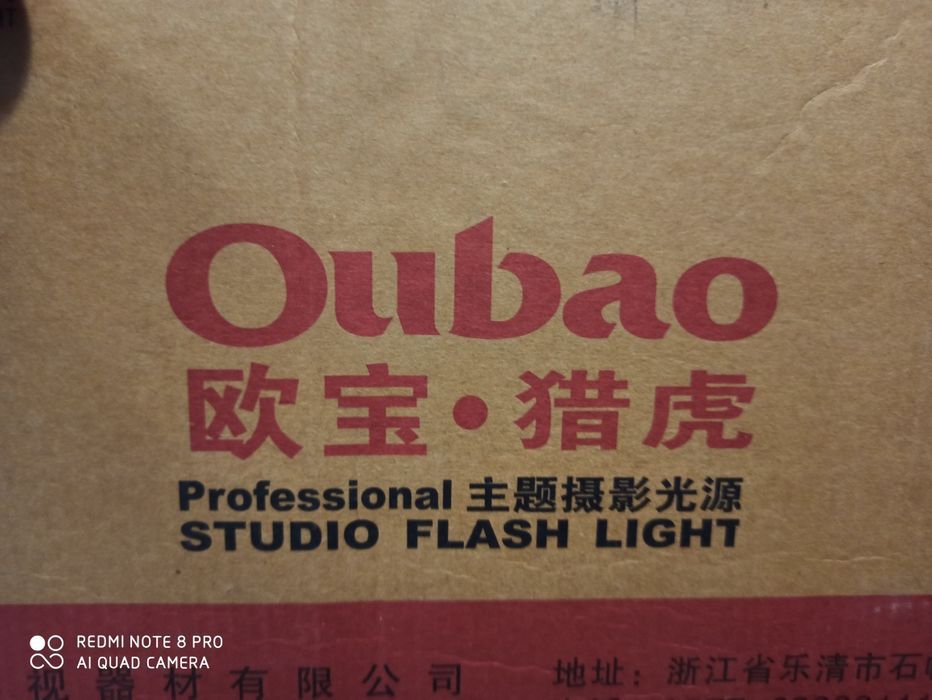 Oubao
欧宝·猎虎
Professional 主题摄影光源
STUDIO FLASH LIGHT
REDMI NOTE 8 PRO
AI QUAD CAMERA
视器材有限公司
地址：浙江省乐清市石